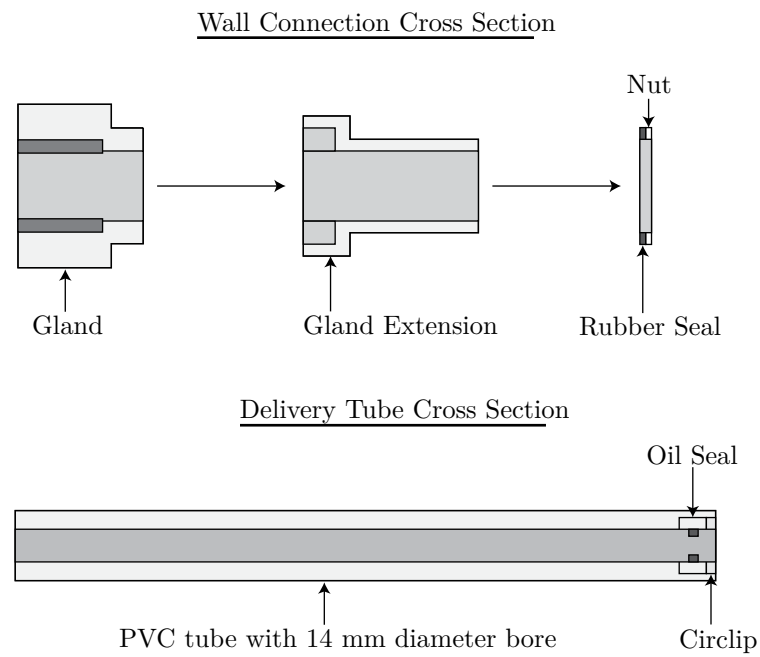 Wall Connection Cross Section
Nut
Gland
Gland Extension
Rubber Seal
Delivery Tube Cross Section
Oil Seal
PVC tube with 14 mm diameter bore
Circlip